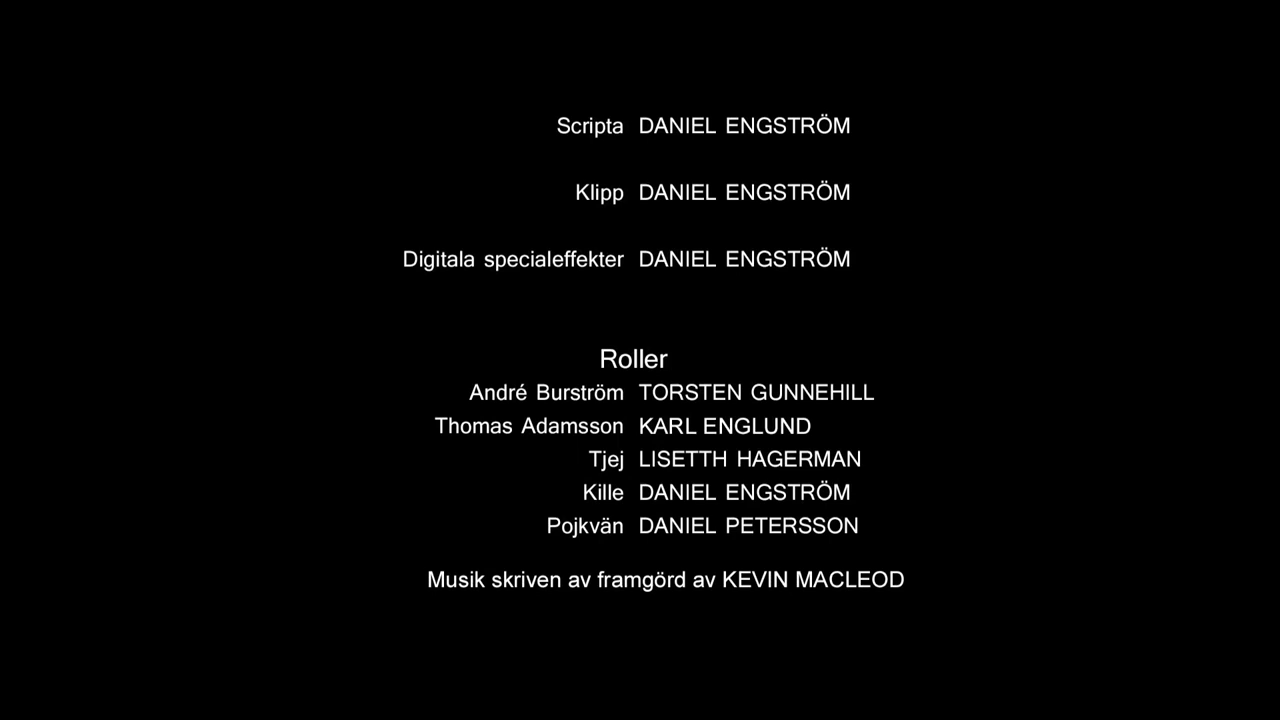 Scripta DANIEL ENGSTRÖM
Klipp DANIEL ENGSTRÖM
Digitala specialeffekter DANIEL ENGSTRÖM
Roller
André Burström TORSTEN GUNNEHILL
Thomas Adamsson KARL ENGLUND
Tjej LISETTH HAGERMAN
Kille DANIEL ENGSTRÖM
Pojkvän DANIEL PETERSSON
Musik skriven av framgörd av KEVIN MACLEOD